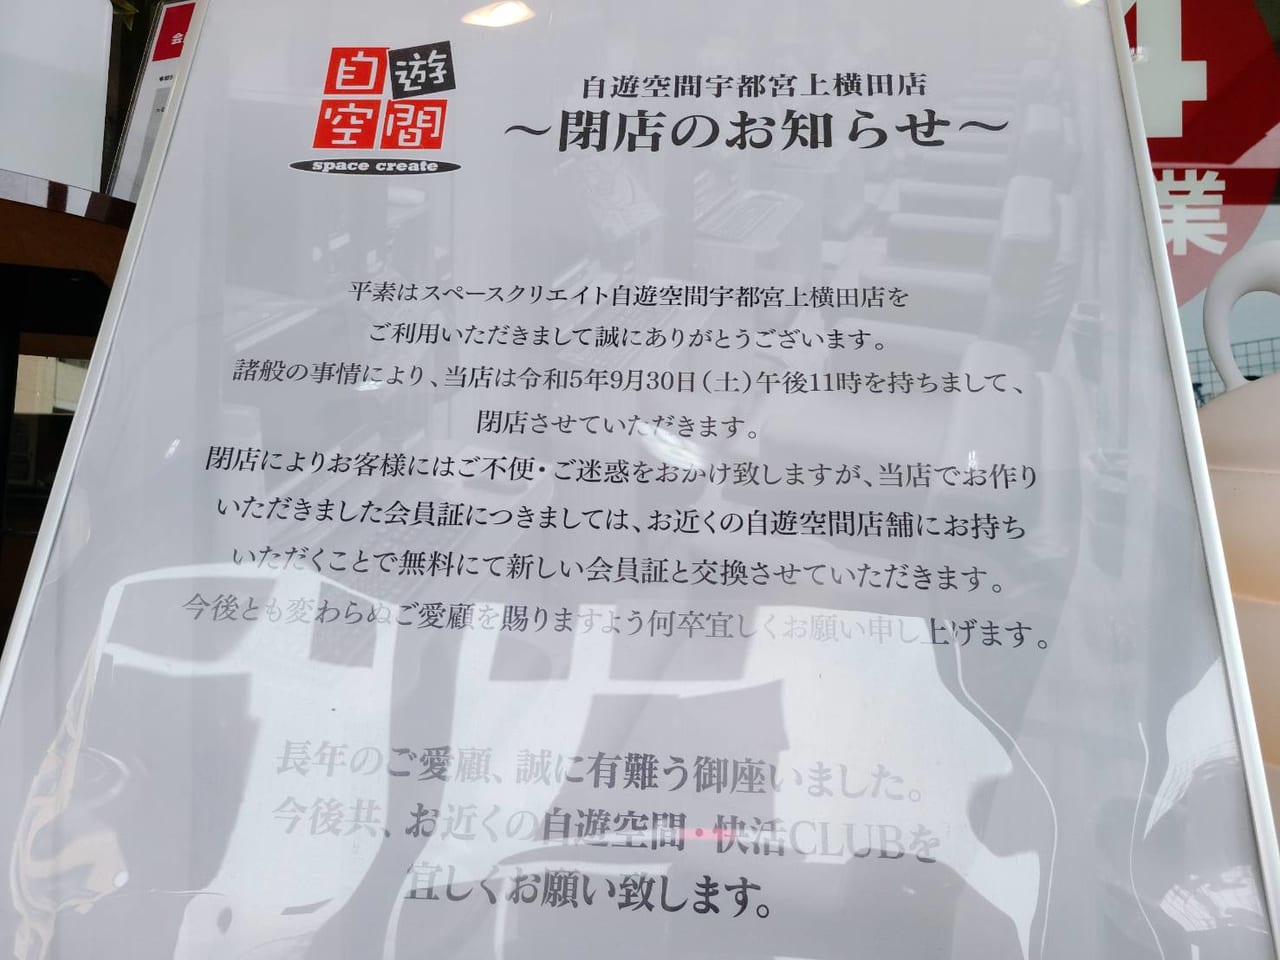 自遊空間
space create
自遊空間宇都宮上横田店
～閉店のお知らせ～
平素はスペースクリエイト自遊空間宇都宮上横田店を
ご利用いただきまして誠にありがとうございます。
諸般の事情により、当店は令和5年9月30日（土）午後11時を持ちまして、
閉店させていただきます。
閉店によりお客様にはご不便・ご迷惑をおかけ致しますが、当店でお作り
いただきました会員証につきましては、お近くの自遊空間店舗にお持ち
いただくことで無料にて新しい会員証と交換させていただきます。
今後とも変わらぬご愛顧を賜りますよう何卒宜しくお願い申し上げます。
長年のご愛顧、誠に有難う御座いました。
今後共、お近くの自遊空間・快活CLUBを
宜しくお願い致します。
4
業
会